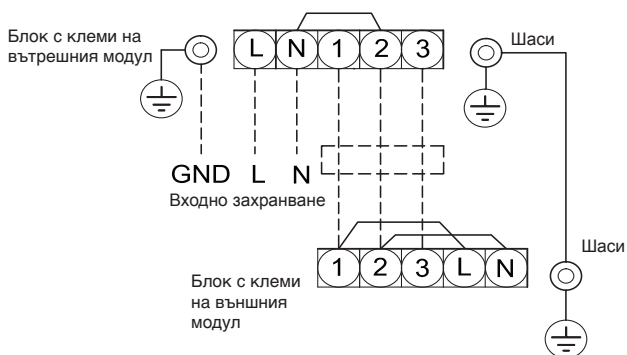 Блок с клеми на
вътрешния модул
L N 1 2 3
Шаси
GND L N
Входно захранване
1 2 3 L N
Шаси
Блок с клеми
на външния
модул